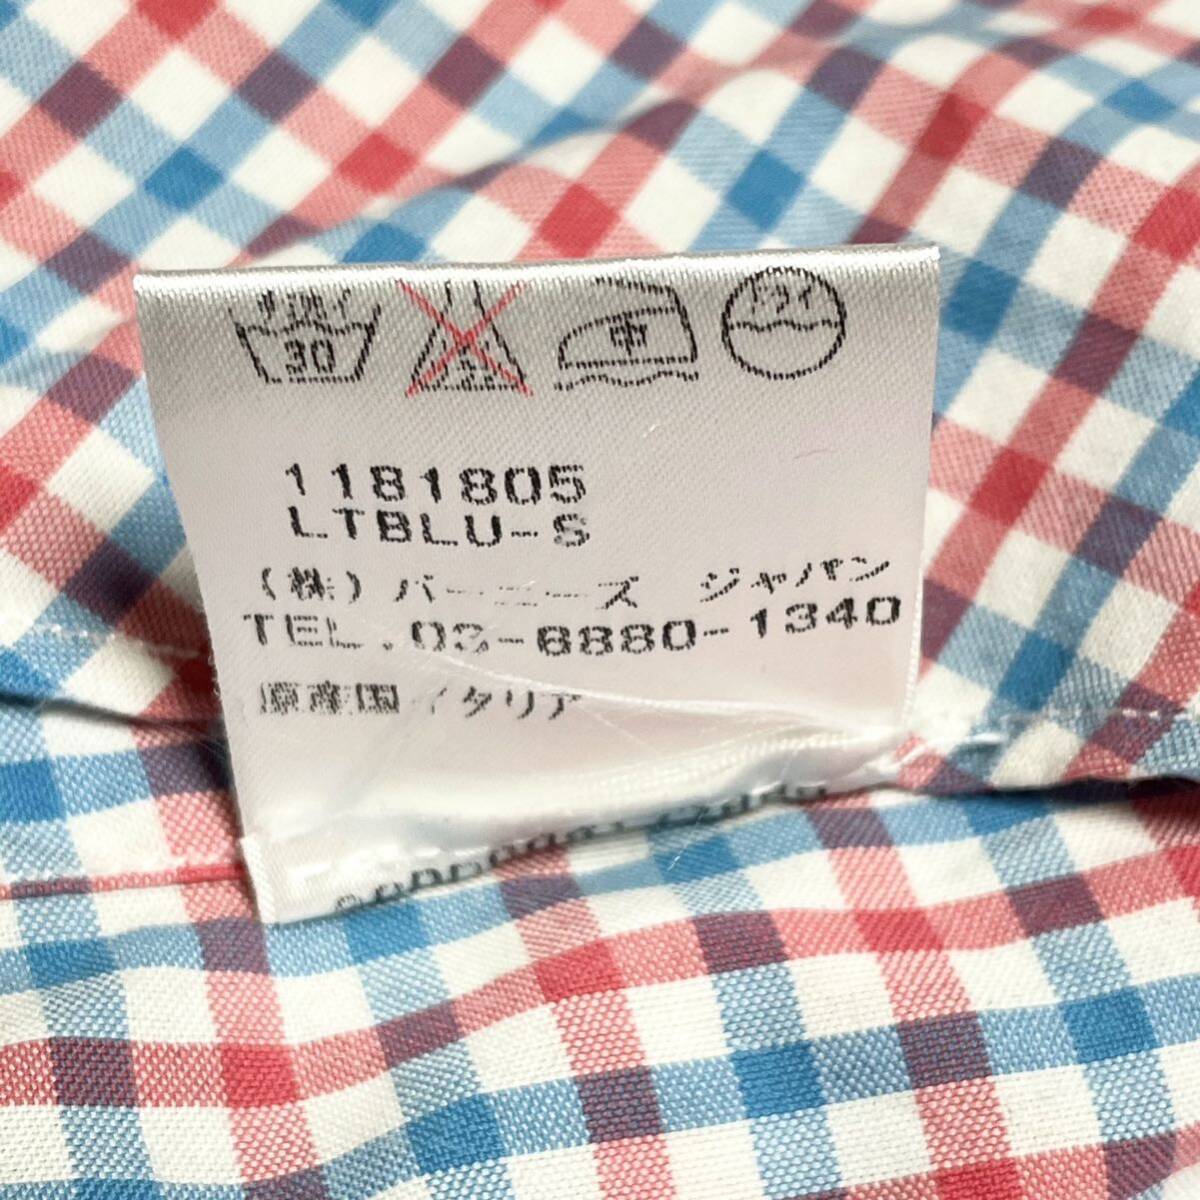 手洗イ
30
中
ドライ
1181805
LTBLU-S
(株) バーニーズ ジャパン
TEL.03-6880-1340
原産国 イタリア